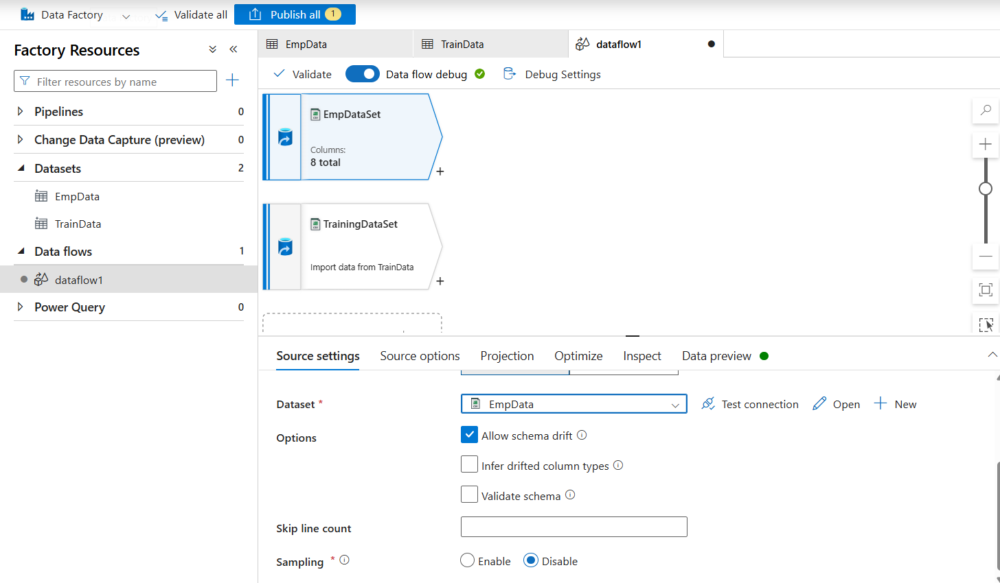 Data Factory
Validate all
Publish all 1
Factory Resources
Filter resources by name
Pipelines 0
Change Data Capture (preview) 0
Datasets 2
EmpData
TrainData
Data flows 1
dataflow1
Power Query 0
EmpData
TrainData
dataflow1
Validate
Data flow debug
Debug Settings
EmpDataSet
Columns:
8 total
TrainingDataSet
Import data from TrainData
Source settings
Source options
Projection
Optimize
Inspect
Data preview
Dataset *
EmpData
Test connection
Open
New
Options
Allow schema drift
Infer drifted column types
Validate schema
Skip line count
Sampling *
Enable
Disable